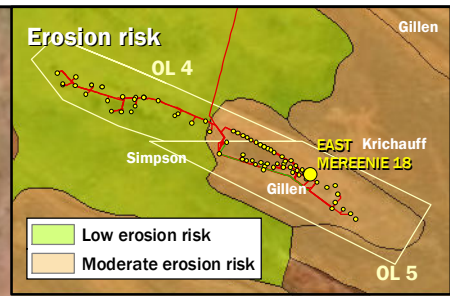 Gillen
Erosion risk
OL 4
EAST
MEREENIE 18
Krichauff
Simpson
Gillen
Low erosion risk
Moderate erosion risk
OL 5